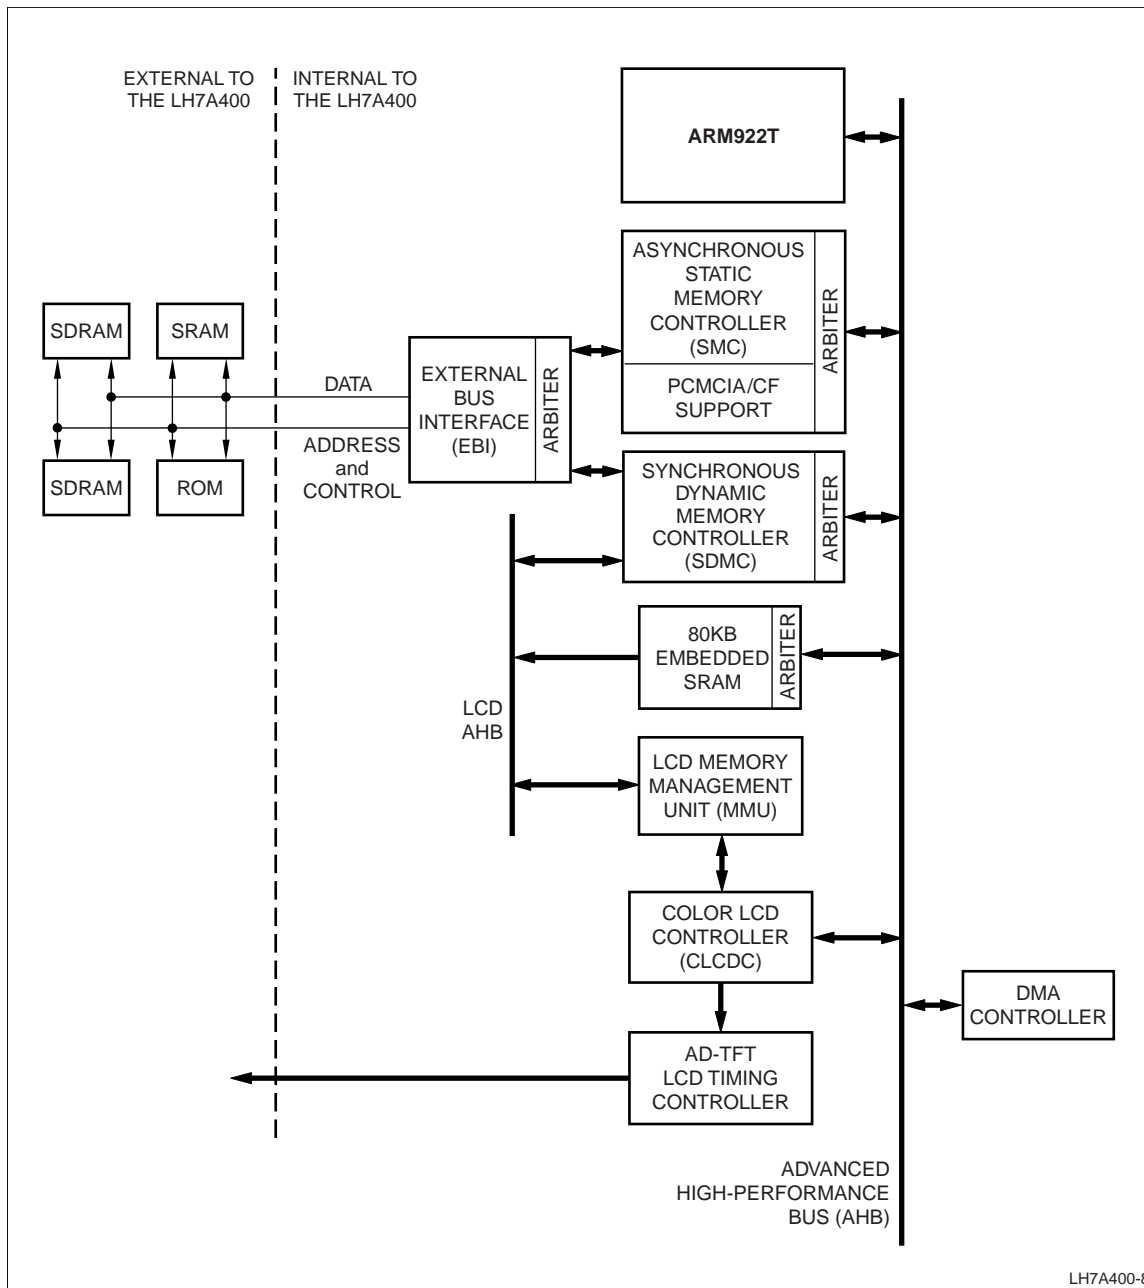 EXTERNAL TO
THE LH7A400
INTERNAL TO
THE LH7A400
ARM922T
ASYNCHRONOUS
STATIC
MEMORY
CONTROLLER
(SMC)
PCMCIA/CF
SUPPORT
ARBITER
SDRAM
SRAM
SDRAM
ROM
DATA
ADDRESS
and
CONTROL
EXTERNAL
BUS
INTERFACE
(EBI)
ARBITER
SYNCHRONOUS
DYNAMIC
MEMORY
CONTROLLER
(SDMC)
ARBITER
80KB
EMBEDDED
SRAM
ARBITER
LCD
AHB
LCD MEMORY
MANAGEMENT
UNIT (MMU)
COLOR LCD
CONTROLLER
(CLCDC)
DMA
CONTROLLER
AD-TFT
LCD TIMING
CONTROLLER
ADVANCED
HIGH-PERFORMANCE
BUS (AHB)